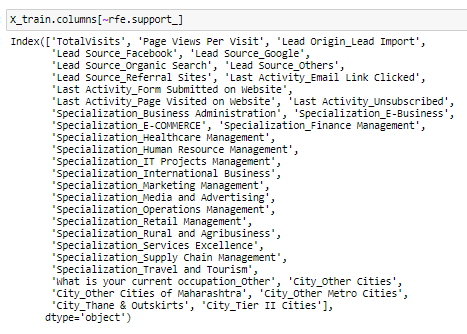 X_train.columns[~rfe.support_]
Index(['TotalVisits', 'Page Views Per Visit', 'Lead Origin_Lead Import',
'Lead Source_Facebook', 'Lead Source_Google',
'Lead Source_Organic Search', 'Lead Source_Others',
'Lead Source_Referral Sites', 'Last Activity_Email Link Clicked',
'Last Activity_Form Submitted on Website',
'Last Activity_Page Visited on Website', 'Last Activity_Unsubscribed',
'Specialization_Business Administration', 'Specialization_E-Business',
'Specialization_E-COMMERCE', 'Specialization_Finance Management',
'Specialization_Healthcare Management',
'Specialization_Human Resource Management',
'Specialization_IT Projects Management',
'Specialization_International Business',
'Specialization_Marketing Management',
'Specialization_Media and Advertising',
'Specialization_Operations Management',
'Specialization_Retail Management',
'Specialization_Rural and Agribusiness',
'Specialization_Services Excellence',
'Specialization_Supply Chain Management',
'Specialization_Travel and Tourism',
'What is your current occupation_Other', 'City_Other Cities',
'City_Other Cities of Maharashtra', 'City_Other Metro Cities',
'City_Thane & Outskirts', 'City_Tier II Cities'],
dtype='object')